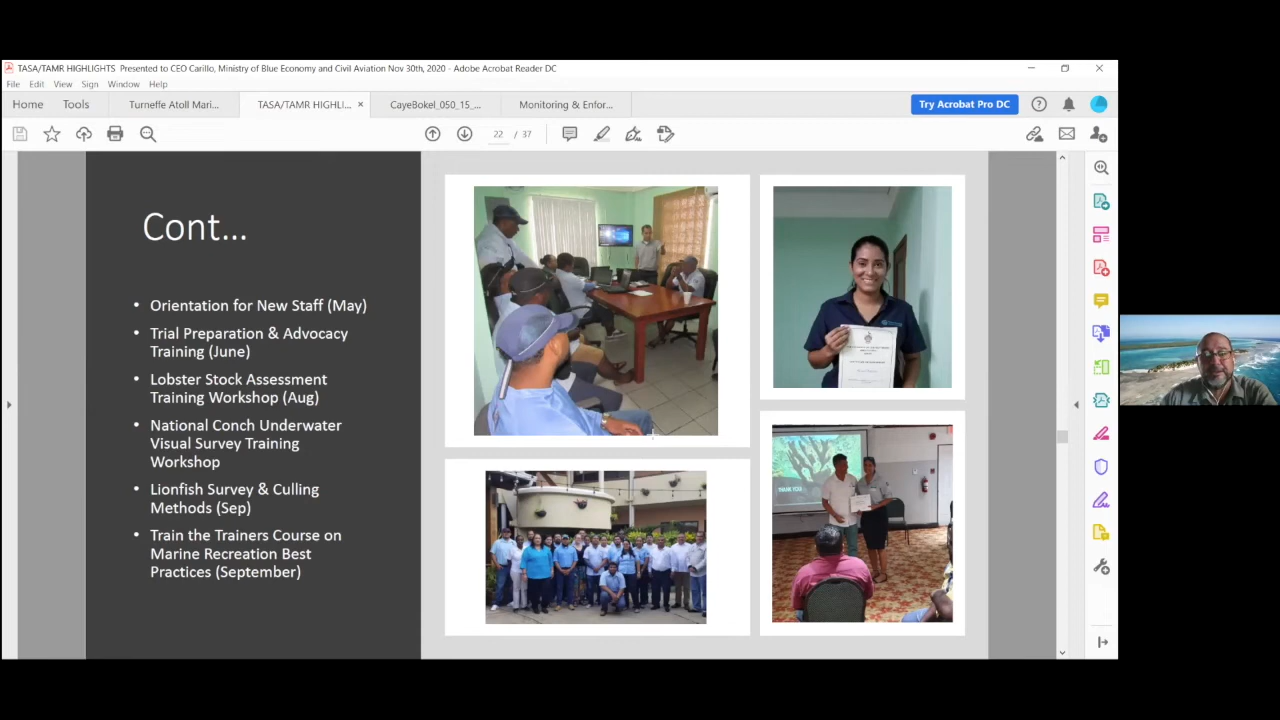 TASA/TAMR HIGHLIGHTS Presented to CEO Carillo, Ministry of Blue Economy and Civil Aviation Nov 30th, 2020 - Adobe Acrobat Reader DC
File Edit View Sign Window Help
Home Tools Turneffe Atoll Mari... TASA/TAMR HIGHLI... × CayeBokel_050_15_... Monitoring & Enfor... Try Acrobat Pro DC
22 / 37
Cont...
• Orientation for New Staff (May)
• Trial Preparation & Advocacy
Training (June)
• Lobster Stock Assessment
Training Workshop (Aug)
• National Conch Underwater
Visual Survey Training
Workshop
• Lionfish Survey & Culling
Methods (Sep)
• Train the Trainers Course on
Marine Recreation Best
Practices (September)
THANK YOU